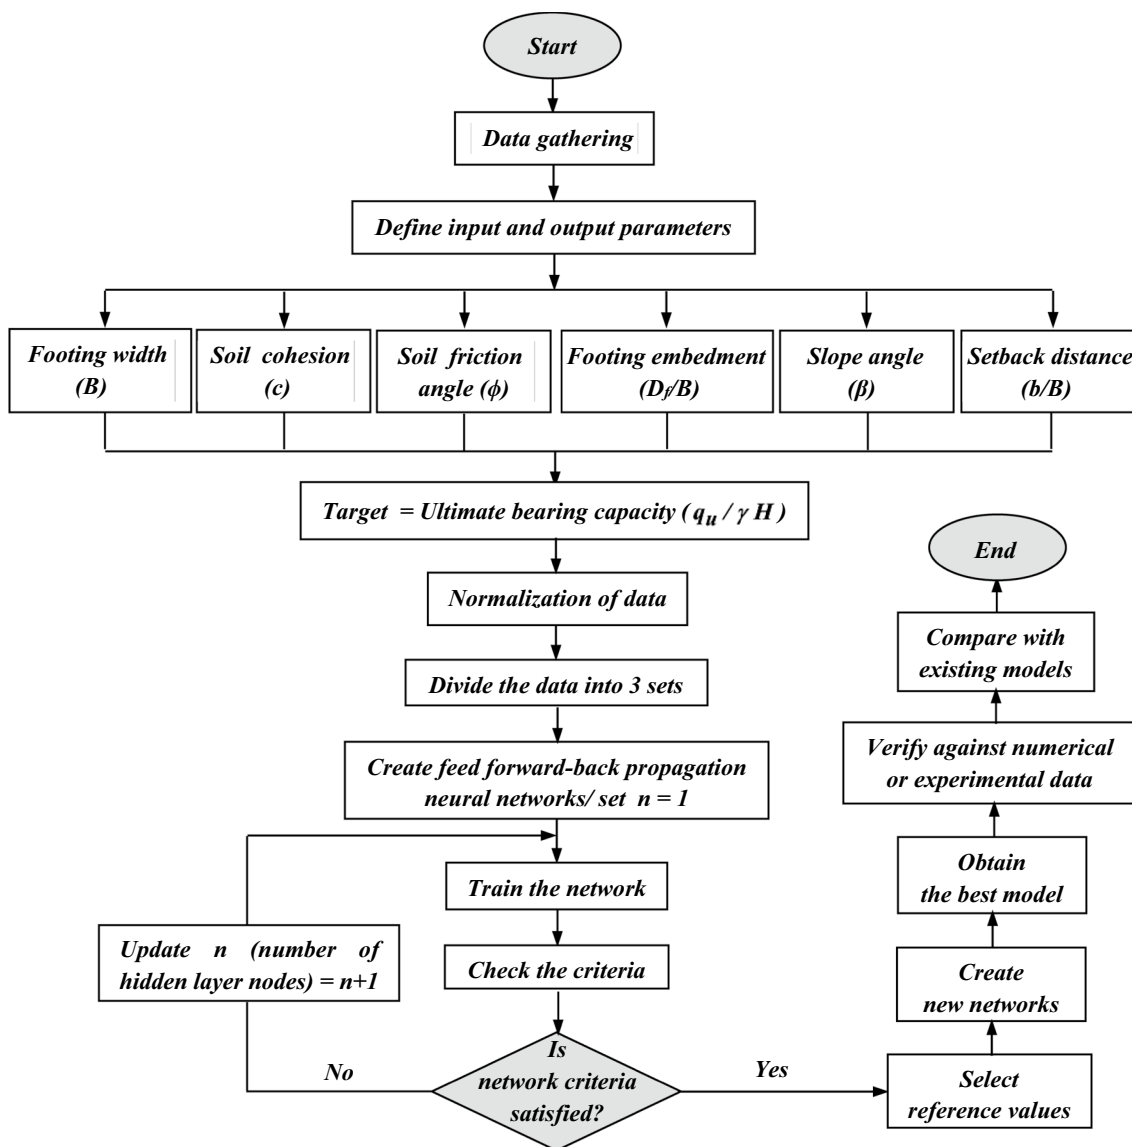 Start
Data gathering
Define input and output parameters
Footing width
(B)
Soil cohesion
(c)
Soil friction
angle (ϕ)
Footing embedment
(Df/B)
Slope angle
(β)
Setback distance
(b/B)
Target = Ultimate bearing capacity ( qu / γ H )
Normalization of data
Divide the data into 3 sets
Create feed forward-back propagation
neural networks/ set n = 1
Train the network
Check the criteria
Update n (number of
hidden layer nodes) = n+1
Is
network criteria
satisfied?
No
Yes
Select
reference values
Create
new networks
Obtain
the best model
Verify against numerical
or experimental data
Compare with
existing models
End